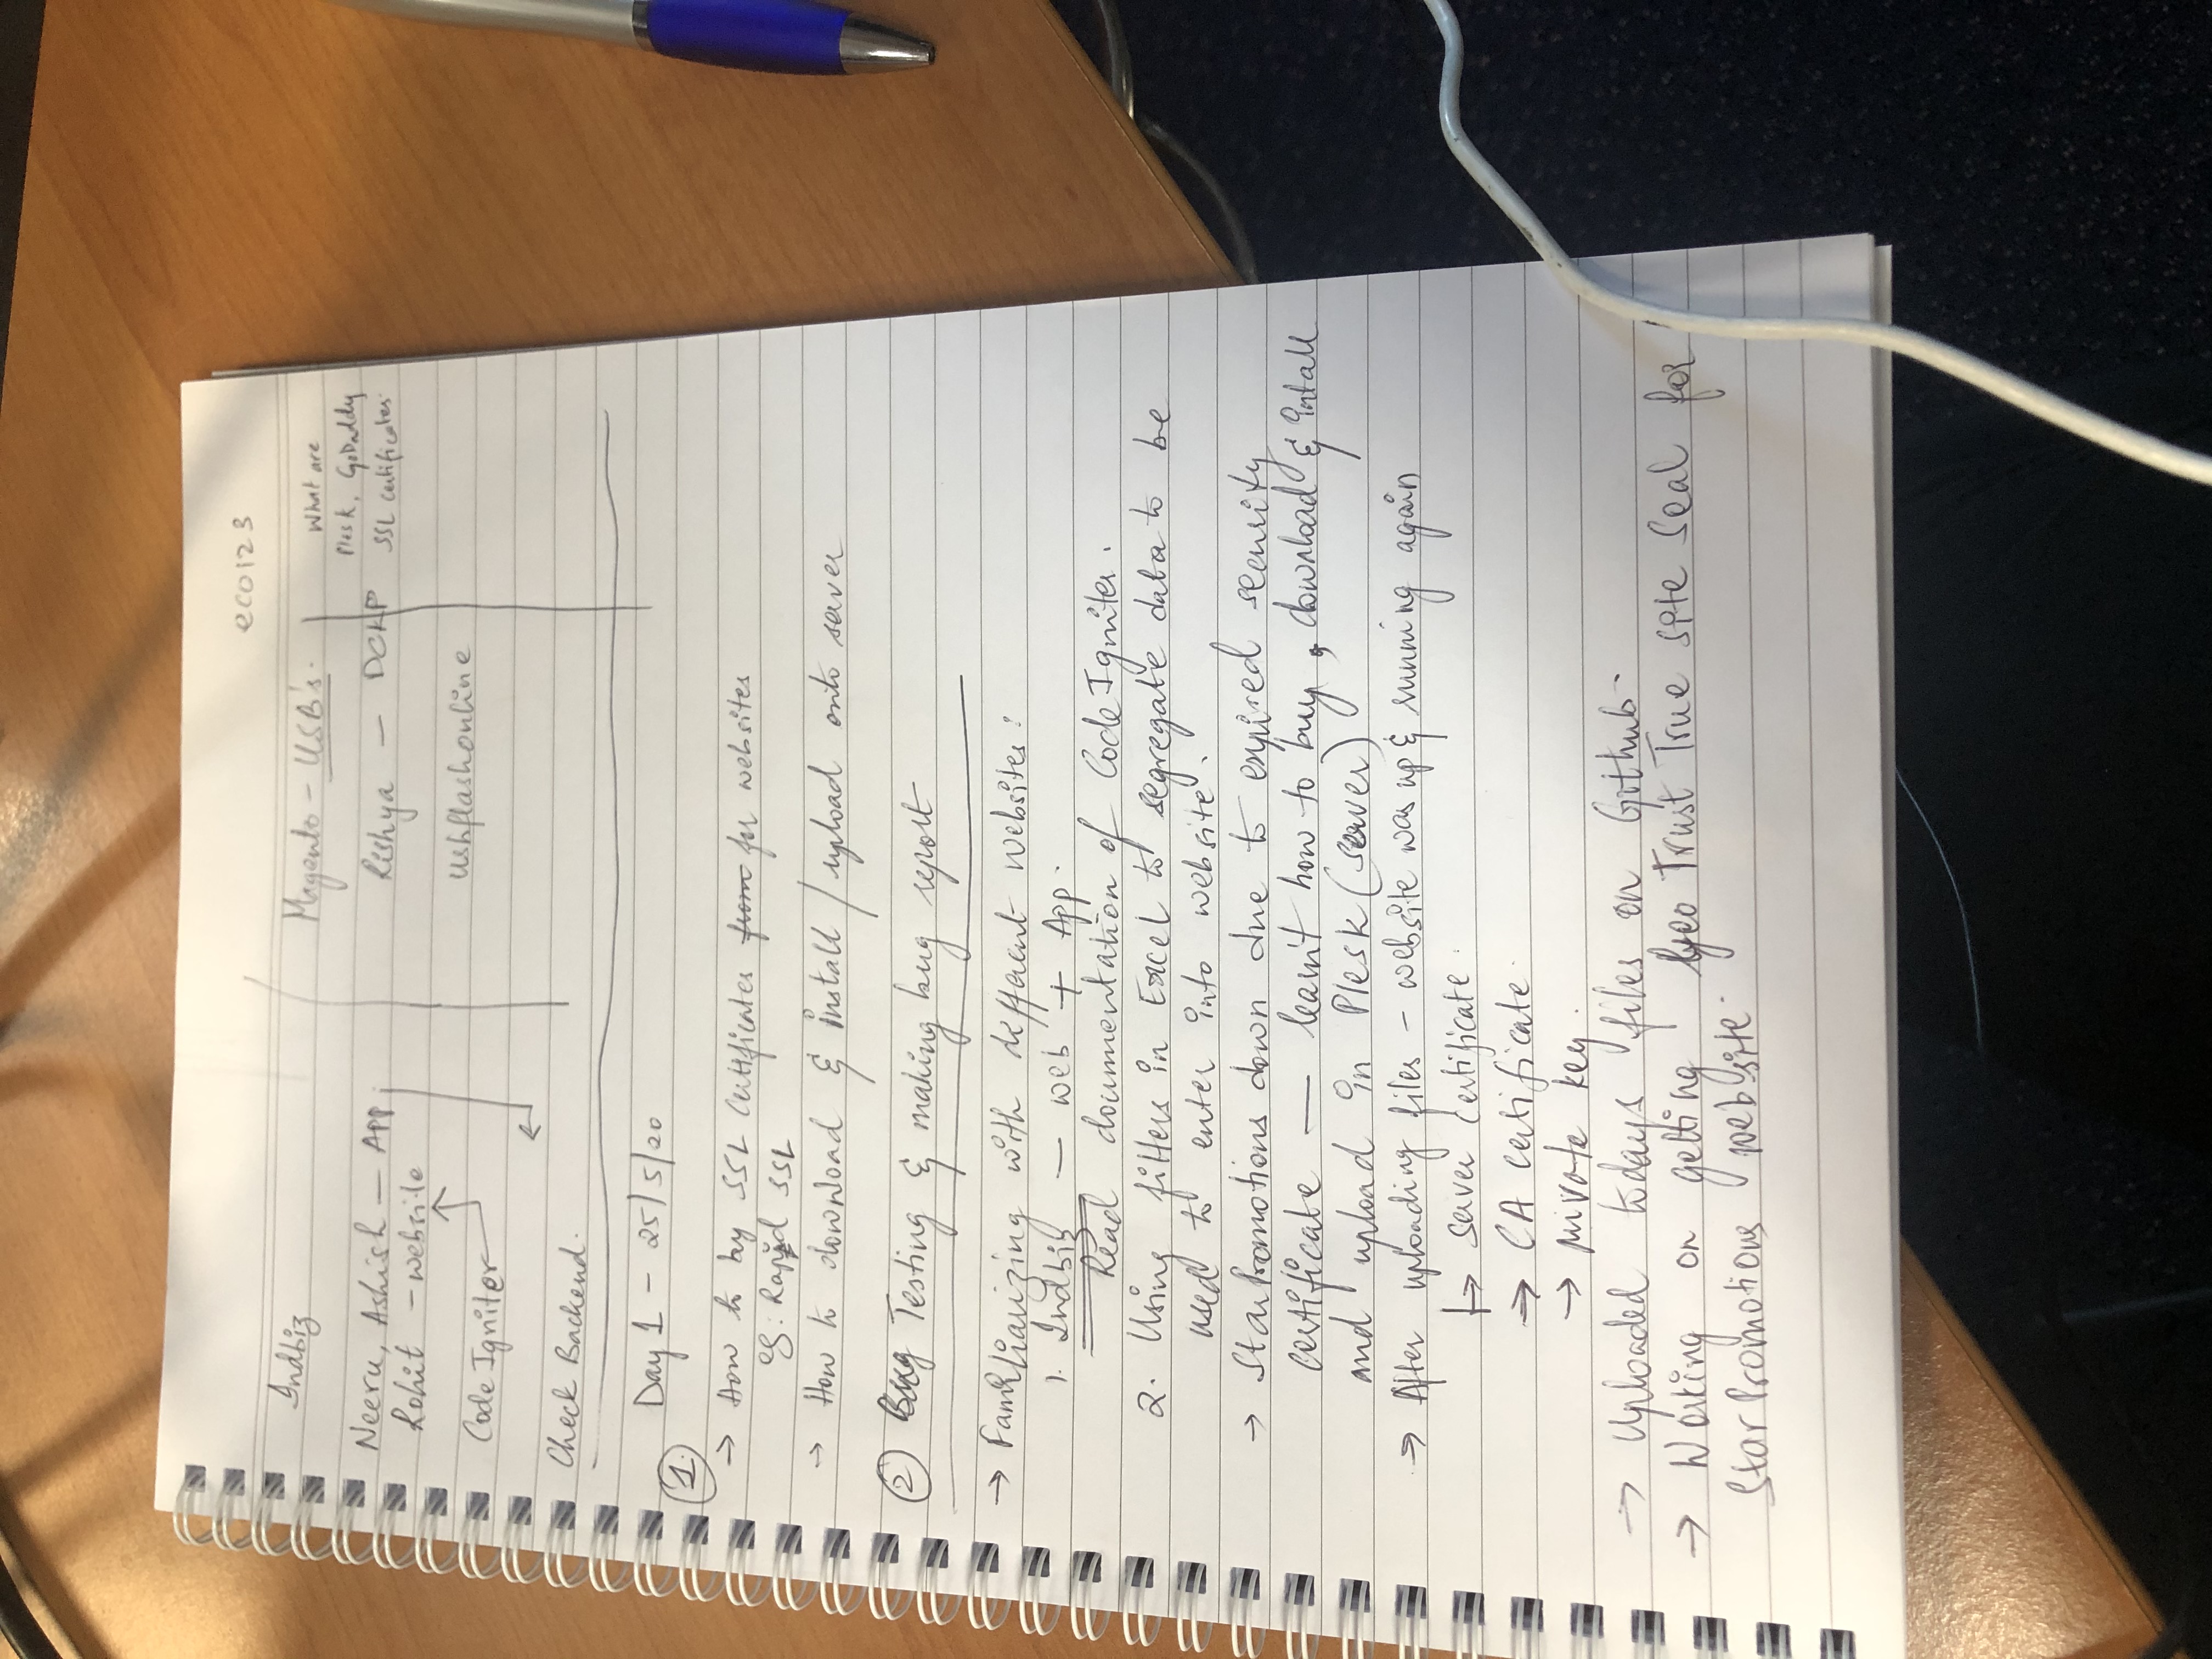 eco123
Indbiz
Neeru, Ashish — App
Rohit - website
Code Igniter
Check Backend.
Magento - USB's.
Rishya — DCKP
usbflashonline
What are
Plesk, GoDaddy
SSL certificates
Day 1 - 25/5/20
1.
→ How to by SSL Certificates from for websites
eg: Rapid SSL
→ How to download & install / upload onto server
2 Bug Testing & making bug report
→ Familiarizing with different websites:
1. Indbiz — web + App.
Read documentation of Code Igniter.
2. Using filters in Excel to segregate data to be
used to enter into website.
→ StarPromotions down due to expired security
certificate — learn't how to buy, download & intall
and upload in Plesk (server)
→ After uploading files - website was up & running again
→ server certificate.
→ CA certificate.
→ private key.
→ Uploaded todays files on Github.
→ Working on getting Geo Trust True site Seal for
Star Promotions website.